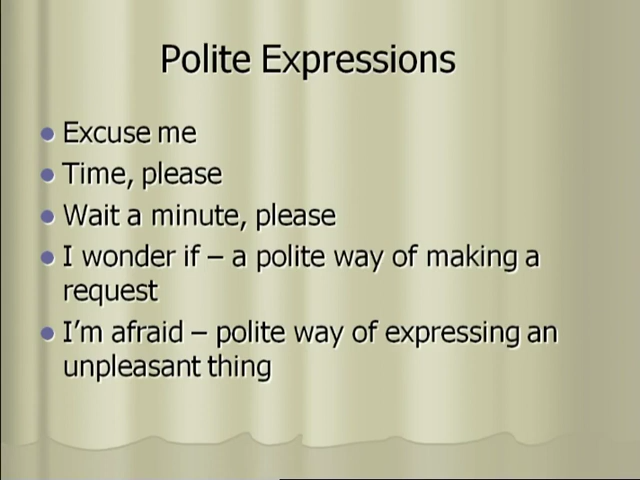 Polite Expressions
Excuse me
Time, please
Wait a minute, please
I wonder if – a polite way of making a
request
I'm afraid – polite way of expressing an
unpleasant thing